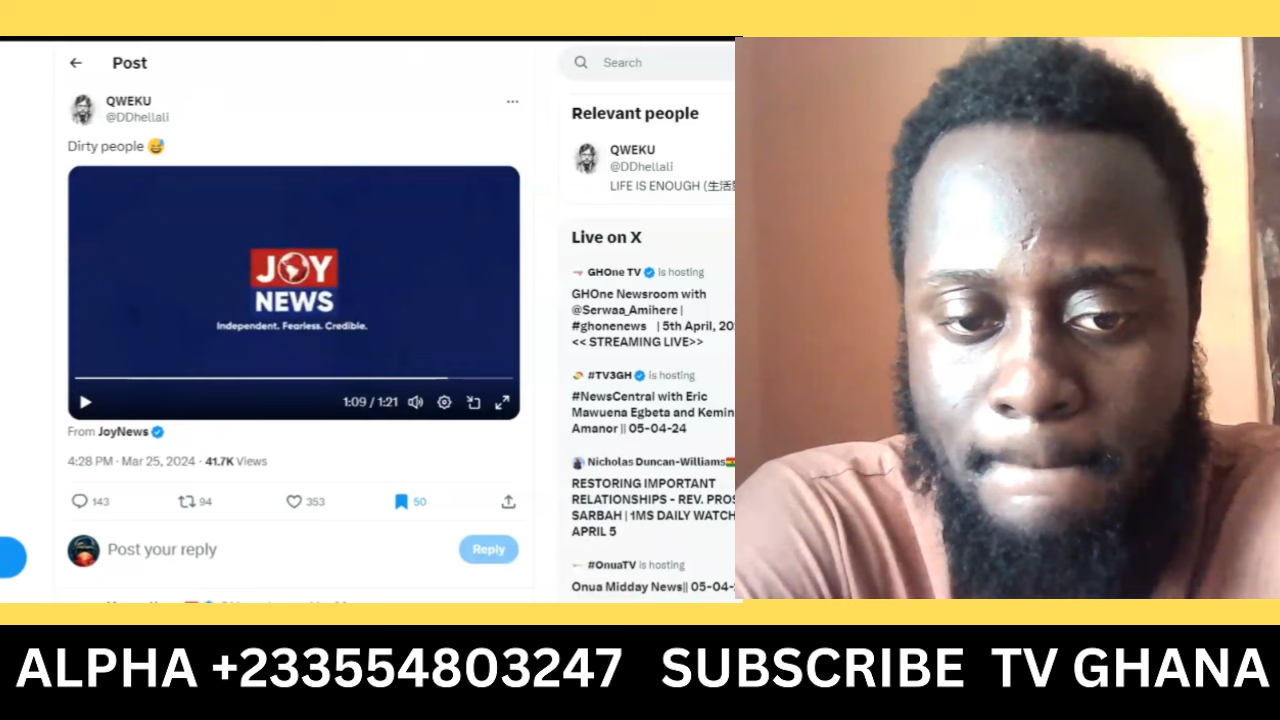 Post
QWEKU
@DDhellali
Dirty people
JOY
NEWS
Independent. Fearless. Credible.
1:09 / 1:21
From JoyNews
4:28 PM · Mar 25, 2024 · 41.7K Views
143
94
353
50
Post your reply
Reply
Search
Relevant people
QWEKU
@DDhellali
LIFE IS ENOUGH (生活
Live on X
GHOne TV is hosting
GHOne Newsroom with
@Serwaa_Amihere |
#ghonenews | 5th April, 20
<< STREAMING LIVE>>
#TV3GH is hosting
#NewsCentral with Eric
Mawuena Egbeta and Kemin
Amanor || 05-04-24
Nicholas Duncan-Williams
RESTORING IMPORTANT
RELATIONSHIPS - REV. PROS
SARBAH | 1MS DAILY WATCH
APRIL 5
#OnuaTV is hosting
Onua Midday News|| 05-04-
ALPHA +233554803247 SUBSCRIBE TV GHANA